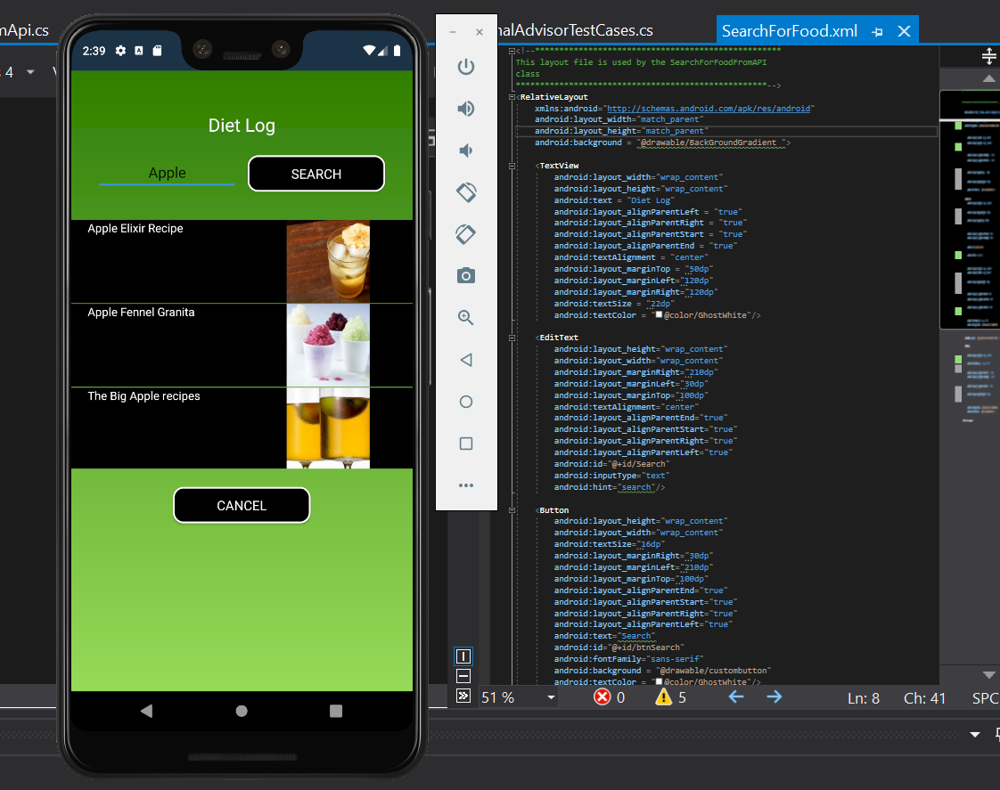 mApi.cs
nalAdvisorTestCases.cs
SearchForFood.xml
4
2:39
A
Diet Log
Apple
SEARCH
Apple Elixir Recipe
Apple Fennel Granita
The Big Apple recipes
CANCEL
<!--***************************************************
This layout file is used by the SearchForFoodFromAPI
class
****************************************************-->
<RelativeLayout
xmlns:android="http://schemas.android.com/apk/res/android"
android:layout_width="match_parent"
android:layout_height="match_parent"
android:background = "@drawable/BackGroundGradient ">
<TextView
android:layout_width="wrap_content"
android:layout_height="wrap_content"
android:text = "Diet Log"
android:layout_alignParentLeft = "true"
android:layout_alignParentRight = "true"
android:layout_alignParentStart = "true"
android:layout_alignParentEnd = "true"
android:textAlignment = "center"
android:layout_marginTop = "50dp"
android:layout_marginLeft="120dp"
android:layout_marginRight="120dp"
android:textSize = "22dp"
android:textColor = "@color/GhostWhite"/>
<EditText
android:layout_height="wrap_content"
android:layout_width="wrap_content"
android:layout_marginRight="210dp"
android:layout_marginLeft="30dp"
android:layout_marginTop="100dp"
android:textAlignment="center"
android:layout_alignParentEnd="true"
android:layout_alignParentStart="true"
android:layout_alignParentRight="true"
android:layout_alignParentLeft="true"
android:id="@+id/Search"
android:inputType="text"
android:hint="search"/>
<Button
android:layout_height="wrap_content"
android:layout_width="wrap_content"
android:textSize="16dp"
android:layout_marginRight="30dp"
android:layout_marginLeft="210dp"
android:layout_marginTop="100dp"
android:layout_alignParentEnd="true"
android:layout_alignParentStart="true"
android:layout_alignParentRight="true"
android:layout_alignParentLeft="true"
android:text="Search"
android:id="@+id/btnSearch"
android:fontFamily="sans-serif"
android:background = "@drawable/custombutton"
android:textColor = "@color/GhostWhite"/>
51 %
0
5
Ln: 8
Ch: 41
SPC